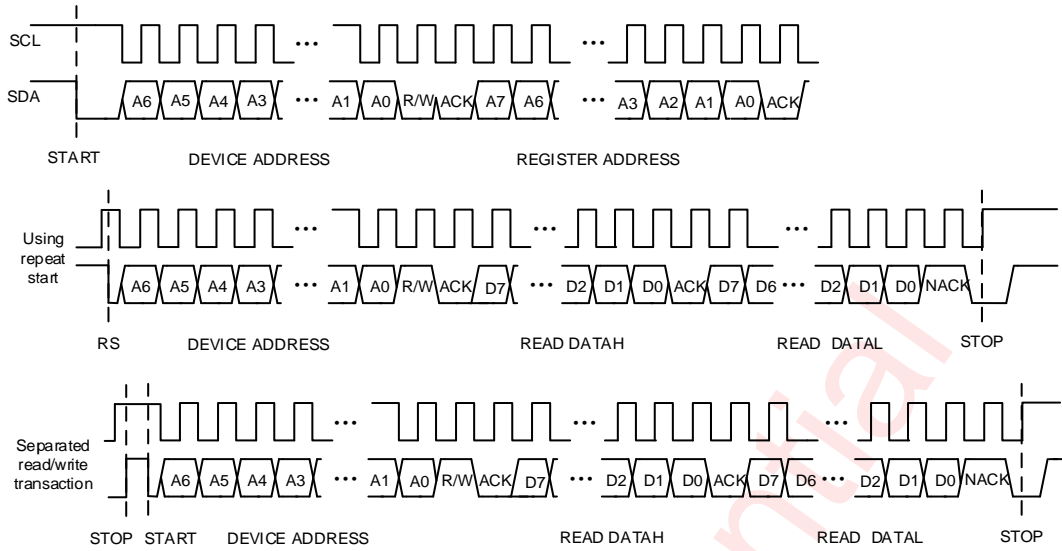 SCL
SDA A6 A5 A4 A3 ••• A1 A0 R/W ACK A7 A6 ••• A3 A2 A1 A0 ACK
START DEVICE ADDRESS REGISTER ADDRESS
Using
repeat
start
A6 A5 A4 A3 ••• A1 A0 R/W ACK D7 ••• D2 D1 D0 ACK D7 D6 ••• D2 D1 D0 NACK
RS DEVICE ADDRESS READ DATAH READ DATAL STOP
Separated
read/write
transaction
A6 A5 A4 A3 ••• A1 A0 R/W ACK D7 ••• D2 D1 D0 ACK D7 D6 ••• D2 D1 D0 NACK
STOP START DEVICE ADDRESS READ DATAH READ DATAL STOP
ntial